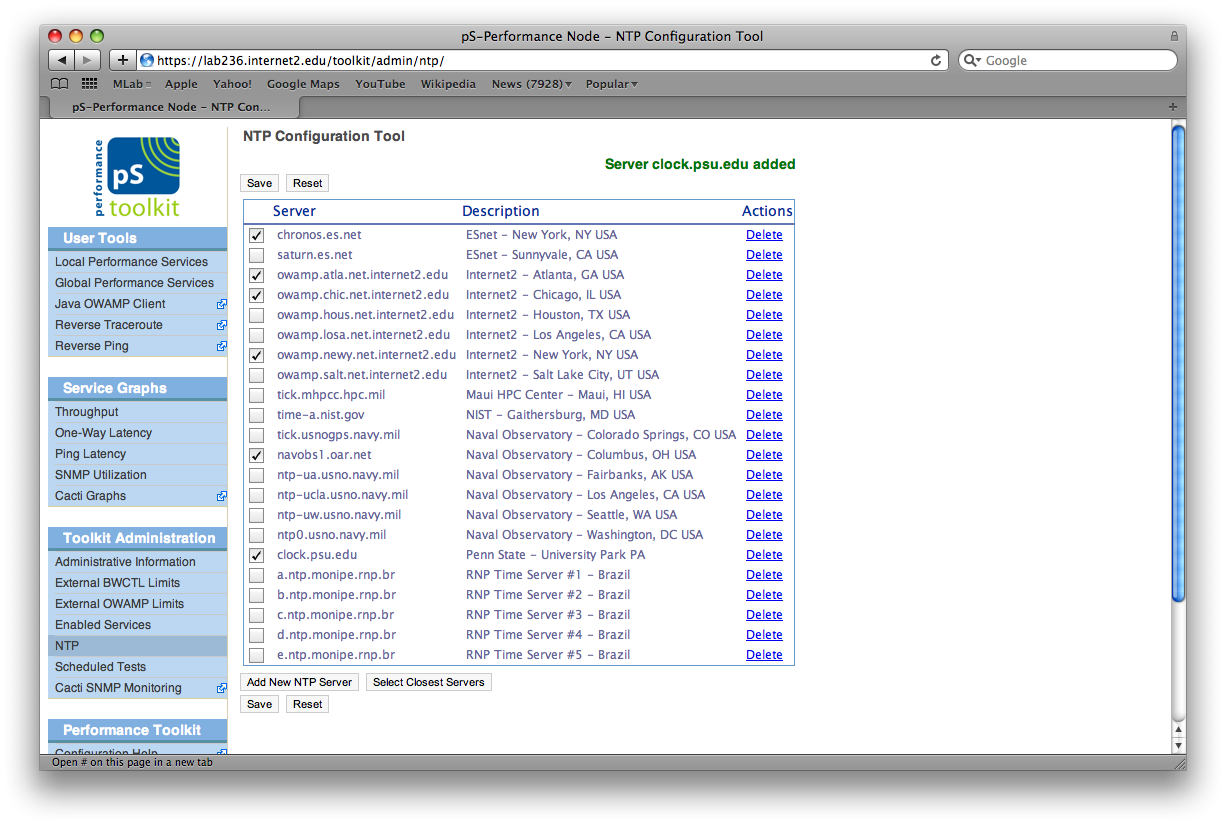 pS-Performance Node – NTP Configuration Tool
https://lab236.internet2.edu/toolkit/admin/ntp/
Google
MLab Apple Yahoo! Google Maps YouTube Wikipedia News (7928) Popular
pS-Performance Node – NTP Con...
performance
pS
toolkit
User Tools
Local Performance Services
Global Performance Services
Java OWAMP Client
Reverse Traceroute
Reverse Ping
Service Graphs
Throughput
One-Way Latency
Ping Latency
SNMP Utilization
Cacti Graphs
Toolkit Administration
Administrative Information
External BWCTL Limits
External OWAMP Limits
Enabled Services
NTP
Scheduled Tests
Cacti SNMP Monitoring
Performance Toolkit
Configuration Help
NTP Configuration Tool
Server clock.psu.edu added
Save Reset
Server Description Actions
chronos.es.net ESnet – New York, NY USA Delete
saturn.es.net ESnet – Sunnyvale, CA USA Delete
owamp.atla.net.internet2.edu Internet2 – Atlanta, GA USA Delete
owamp.chic.net.internet2.edu Internet2 – Chicago, IL USA Delete
owamp.hous.net.internet2.edu Internet2 – Houston, TX USA Delete
owamp.losa.net.internet2.edu Internet2 – Los Angeles, CA USA Delete
owamp.newy.net.internet2.edu Internet2 – New York, NY USA Delete
owamp.salt.net.internet2.edu Internet2 – Salt Lake City, UT USA Delete
tick.mhpcc.hpc.mil Maui HPC Center – Maui, HI USA Delete
time-a.nist.gov NIST – Gaithersburg, MD USA Delete
tick.usnogps.navy.mil Naval Observatory – Colorado Springs, CO USA Delete
navobs1.oar.net Naval Observatory – Columbus, OH USA Delete
ntp-ua.usno.navy.mil Naval Observatory – Fairbanks, AK USA Delete
ntp-ucla.usno.navy.mil Naval Observatory – Los Angeles, CA USA Delete
ntp-uw.usno.navy.mil Naval Observatory – Seattle, WA USA Delete
ntp0.usno.navy.mil Naval Observatory – Washington, DC USA Delete
clock.psu.edu Penn State – University Park PA Delete
a.ntp.monipe.rnp.br RNP Time Server #1 – Brazil Delete
b.ntp.monipe.rnp.br RNP Time Server #2 – Brazil Delete
c.ntp.monipe.rnp.br RNP Time Server #3 – Brazil Delete
d.ntp.monipe.rnp.br RNP Time Server #4 – Brazil Delete
e.ntp.monipe.rnp.br RNP Time Server #5 – Brazil Delete
Add New NTP Server Select Closest Servers
Save Reset
Open # on this page in a new tab